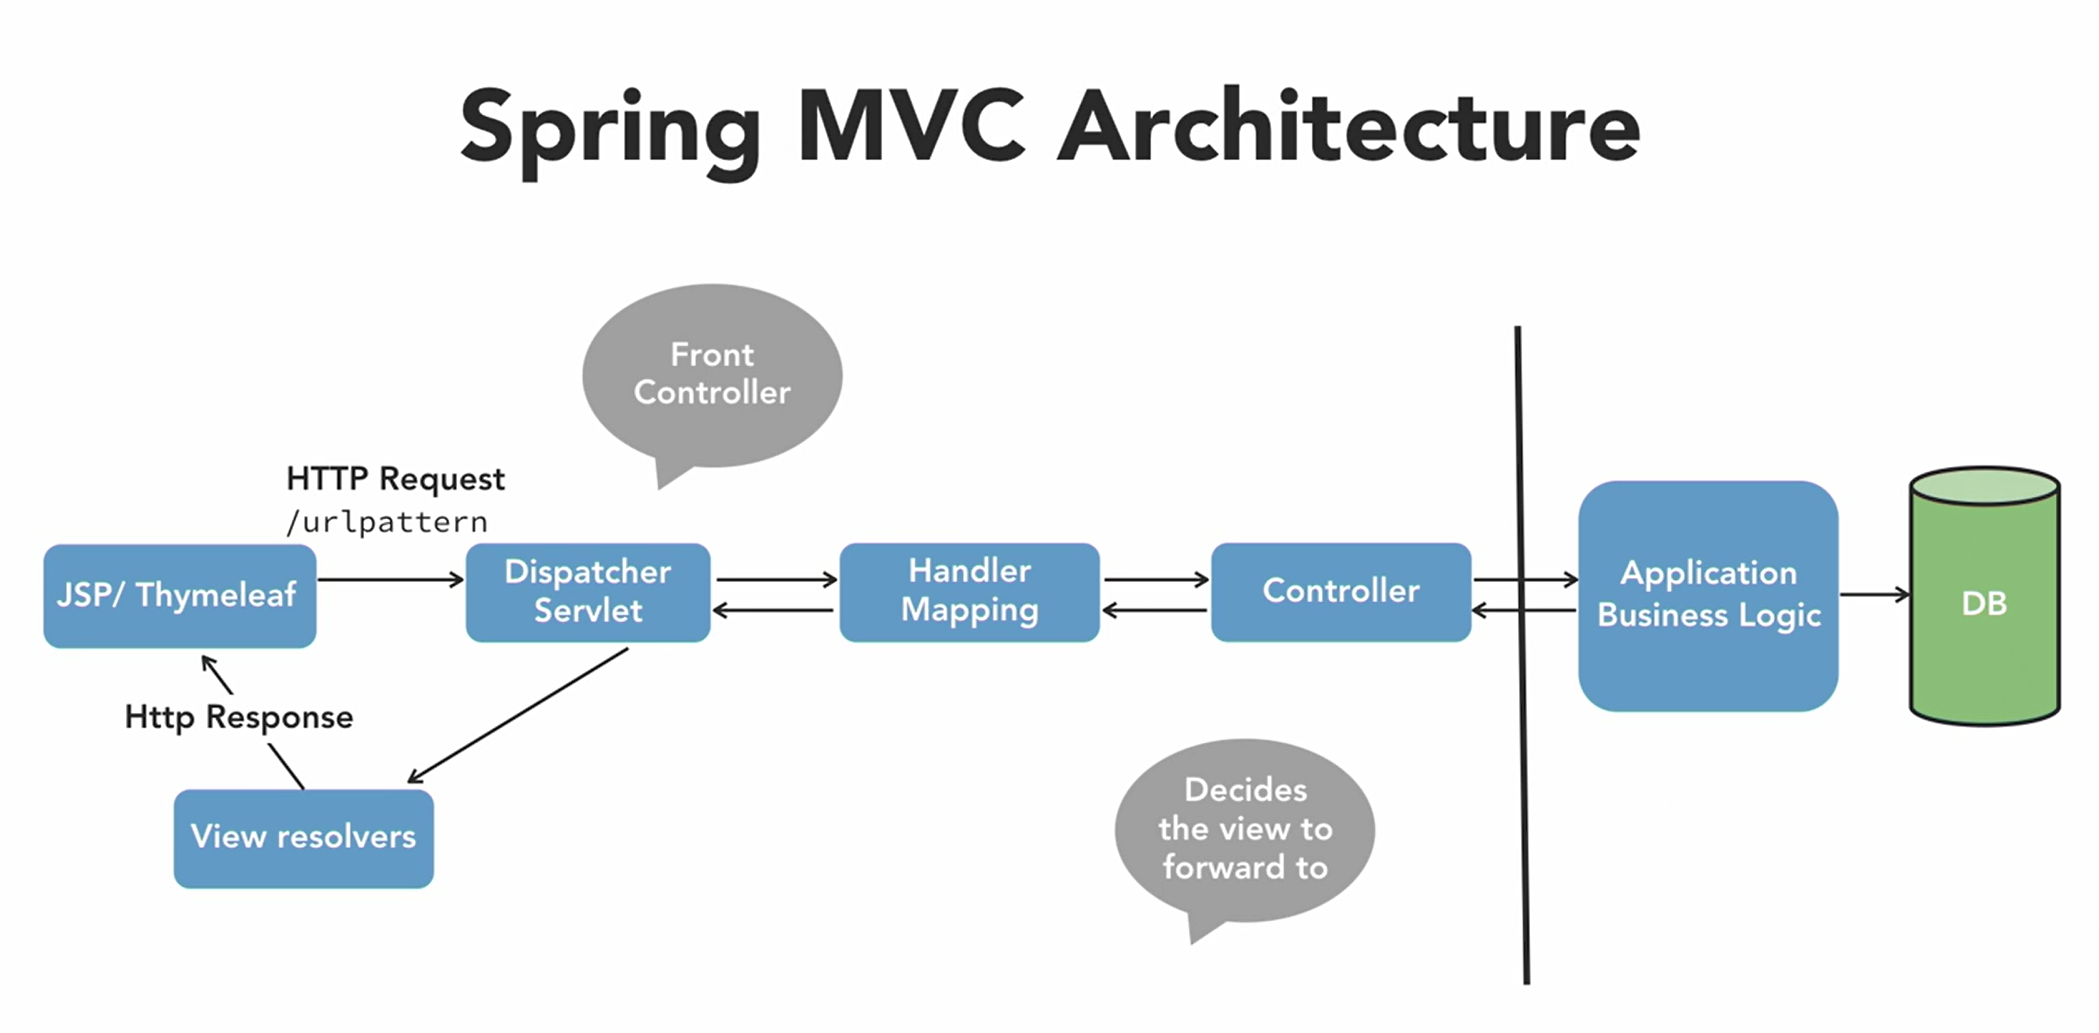 Spring MVC Architecture
Front
Controller
HTTP Request
/urlpattern
JSP/ Thymeleaf
Dispatcher
Servlet
Handler
Mapping
Controller
Application
Business Logic
DB
Http Response
View resolvers
Decides
the view to
forward to